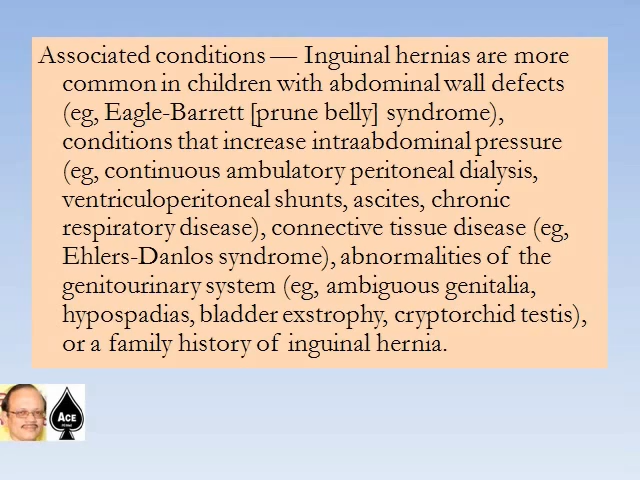 Associated conditions — Inguinal hernias are more
common in children with abdominal wall defects
(eg, Eagle-Barrett [prune belly] syndrome),
conditions that increase intraabdominal pressure
(eg, continuous ambulatory peritoneal dialysis,
ventriculoperitoneal shunts, ascites, chronic
respiratory disease), connective tissue disease (eg,
Ehlers-Danlos syndrome), abnormalities of the
genitourinary system (eg, ambiguous genitalia,
hypospadias, bladder exstrophy, cryptorchid testis),
or a family history of inguinal hernia.
ACE